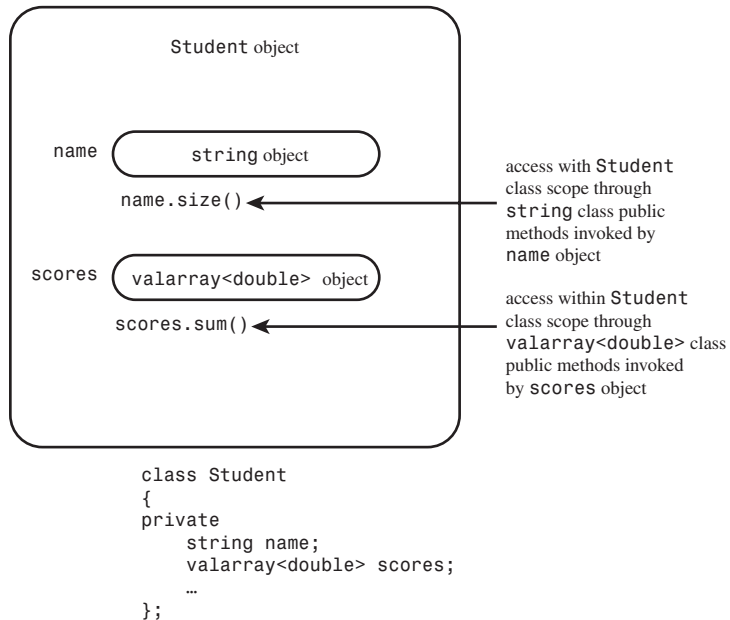 Student object
name
string object
name.size()
access with Student
class scope through
string class public
methods invoked by
name object
scores
valarray<double> object
scores.sum()
access within Student
class scope through
valarray<double> class
public methods invoked
by scores object
class Student
{
private
string name;
valarray<double> scores;
…
};